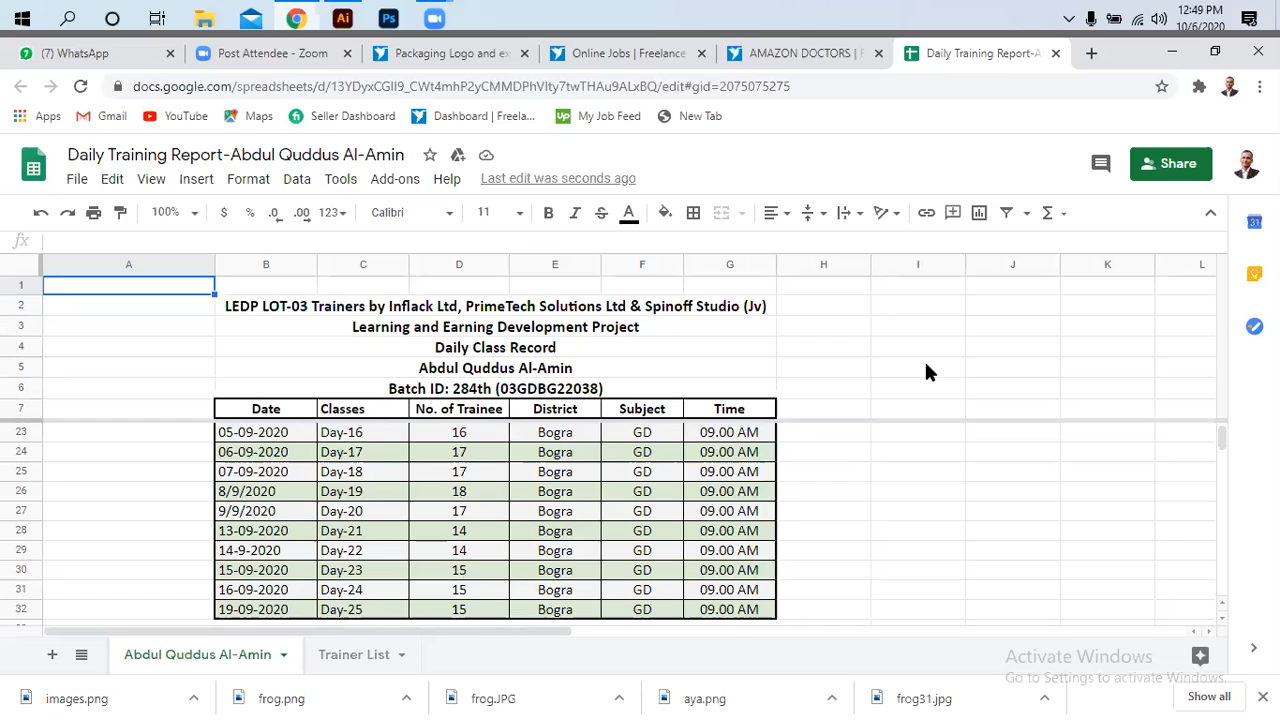 12:49 PM
10/6/2020
(7) WhatsApp
Post Attendee - Zoom
Packaging Logo and ex
Online Jobs | Freelance
AMAZON DOCTORS | F
Daily Training Report-A
docs.google.com/spreadsheets/d/13YDyxCGlI9_CWt4mhP2yCMMDPhVIty7twTHAu9ALxBQ/edit#gid=2075075275
Apps Gmail YouTube Maps Seller Dashboard Dashboard | Freela... My Job Feed New Tab
Daily Training Report-Abdul Quddus Al-Amin
Share
File Edit View Insert Format Data Tools Add-ons Help Last edit was seconds ago
100% $ % .0 .00 123 Calibri 11 B I S A
fx
A B C D E F G H I J K L
1
2 LEDP LOT-03 Trainers by Inflack Ltd, PrimeTech Solutions Ltd & Spinoff Studio (Jv)
3 Learning and Earning Development Project
4 Daily Class Record
5 Abdul Quddus Al-Amin
6 Batch ID: 284th (03GDBG22038)
7 Date Classes No. of Trainee District Subject Time
23 05-09-2020 Day-16 16 Bogra GD 09.00 AM
24 06-09-2020 Day-17 17 Bogra GD 09.00 AM
25 07-09-2020 Day-18 17 Bogra GD 09.00 AM
26 8/9/2020 Day-19 18 Bogra GD 09.00 AM
27 9/9/2020 Day-20 17 Bogra GD 09.00 AM
28 13-09-2020 Day-21 14 Bogra GD 09.00 AM
29 14-9-2020 Day-22 14 Bogra GD 09.00 AM
30 15-09-2020 Day-23 15 Bogra GD 09.00 AM
31 16-09-2020 Day-24 15 Bogra GD 09.00 AM
32 19-09-2020 Day-25 15 Bogra GD 09.00 AM
Abdul Quddus Al-Amin Trainer List
Activate Windows
Go to Settings to activate Windows.
images.png frog.png frog.JPG aya.png frog31.jpg Show all